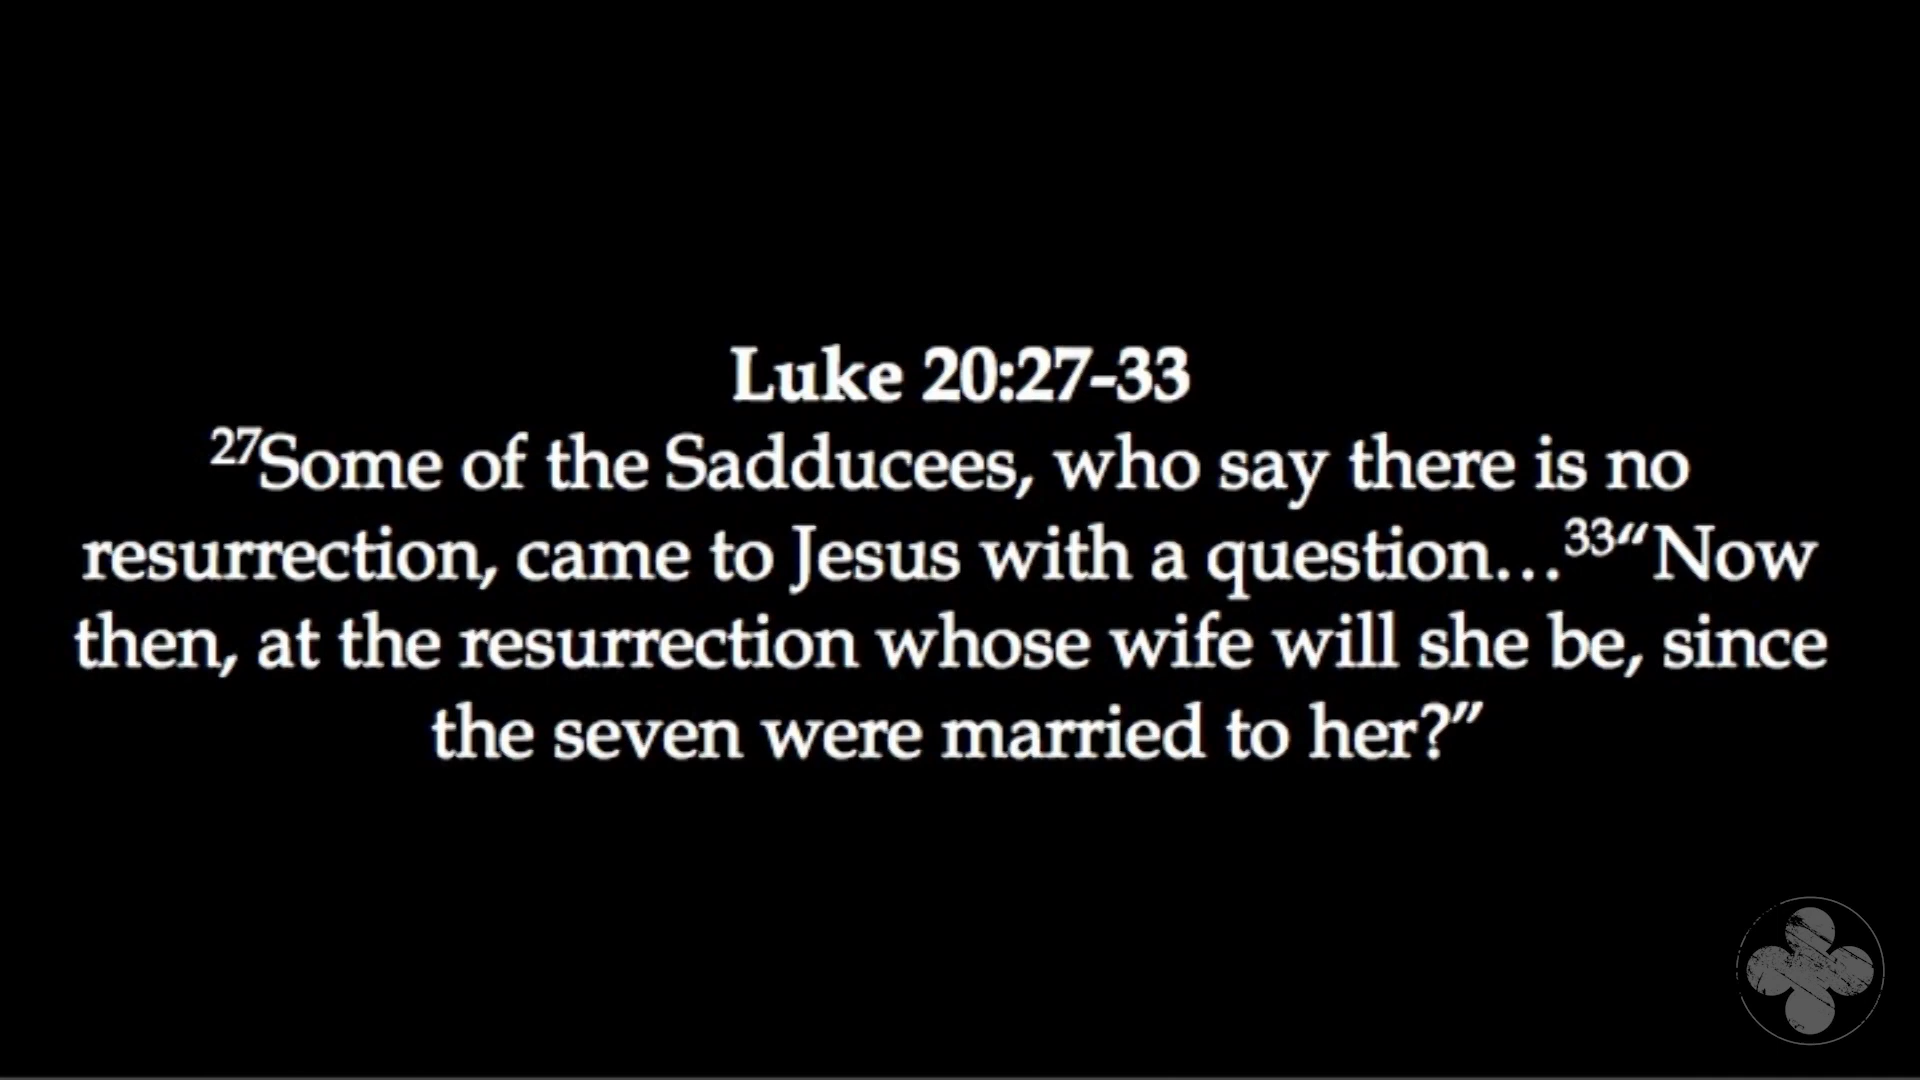 Luke 20:27-33
²⁷Some of the Sadducees, who say there is no
resurrection, came to Jesus with a question…³³“Now
then, at the resurrection whose wife will she be, since
the seven were married to her?”